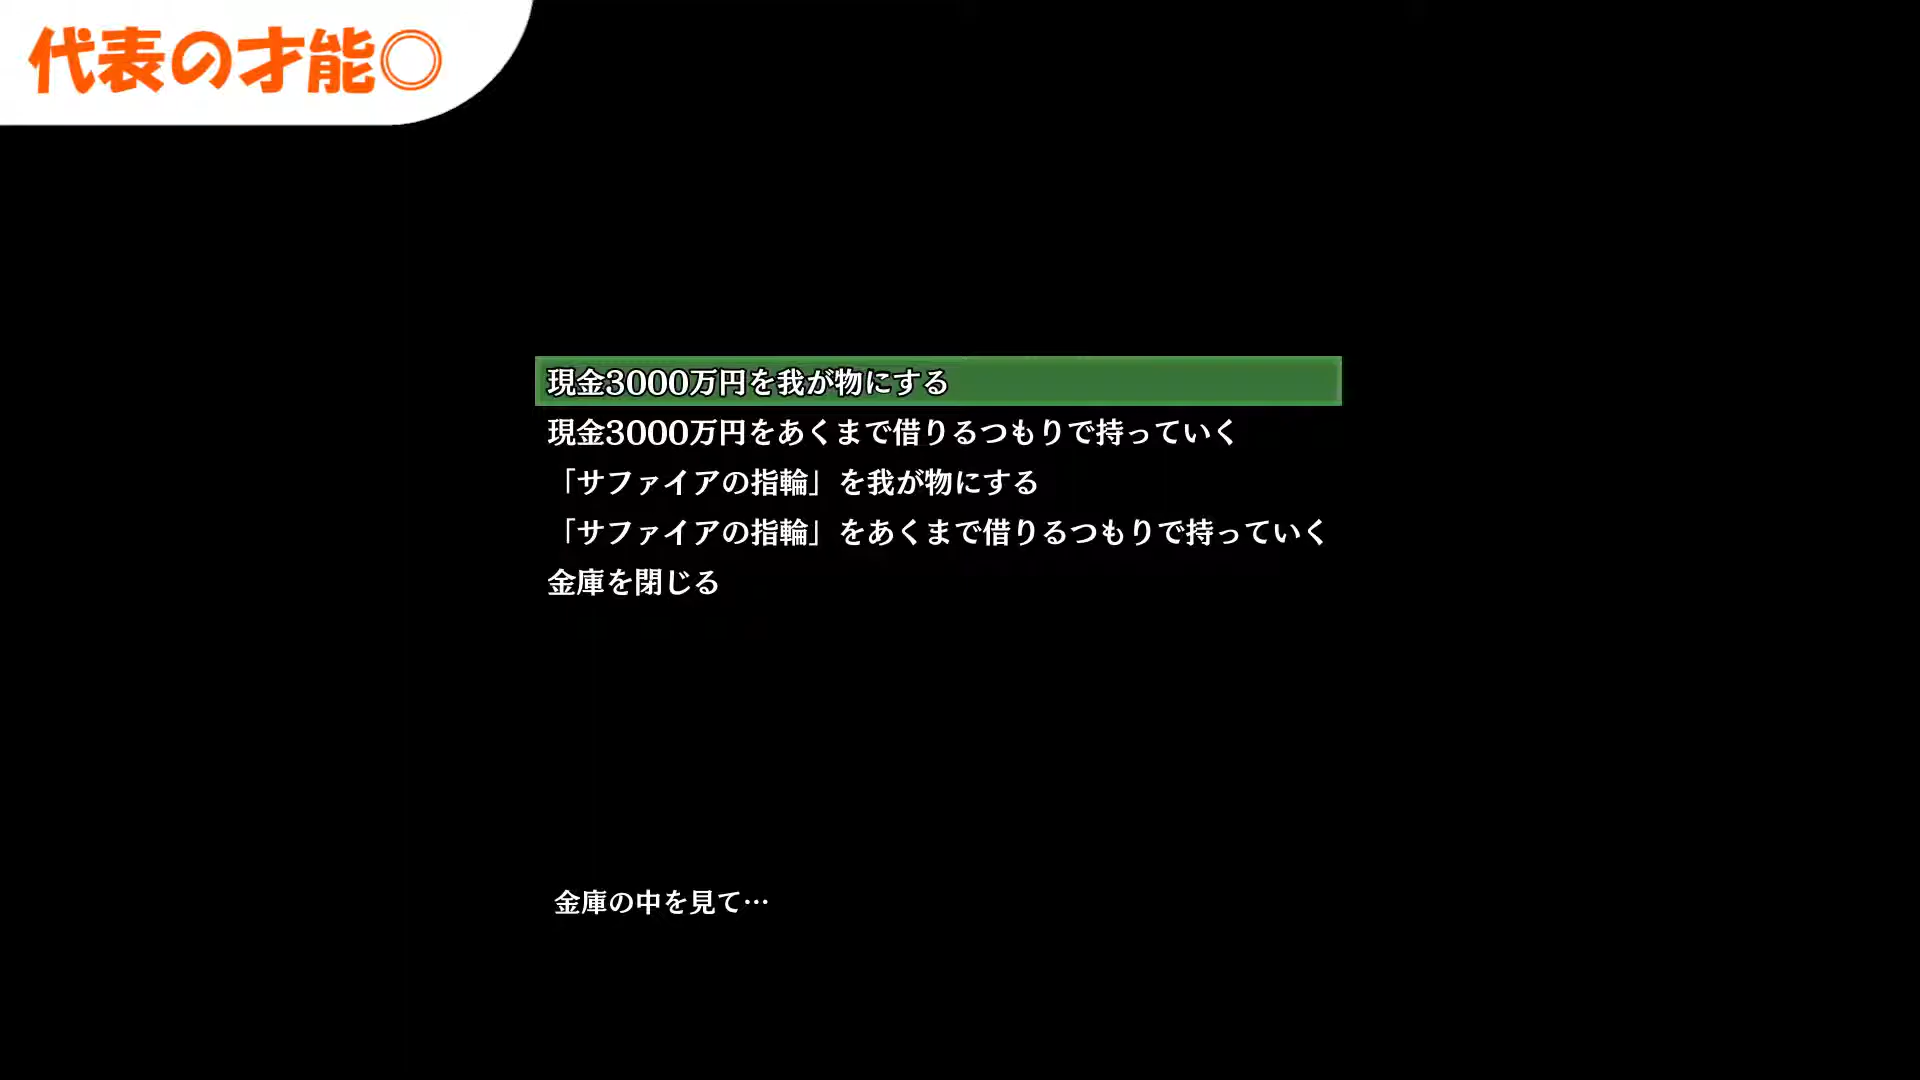 代表の才能◎
現金3000万円を我が物にする
現金3000万円をあくまで借りるつもりで持っていく
「サファイアの指輪」を我が物にする
「サファイアの指輪」をあくまで借りるつもりで持っていく
金庫を閉じる
金庫の中を見て…